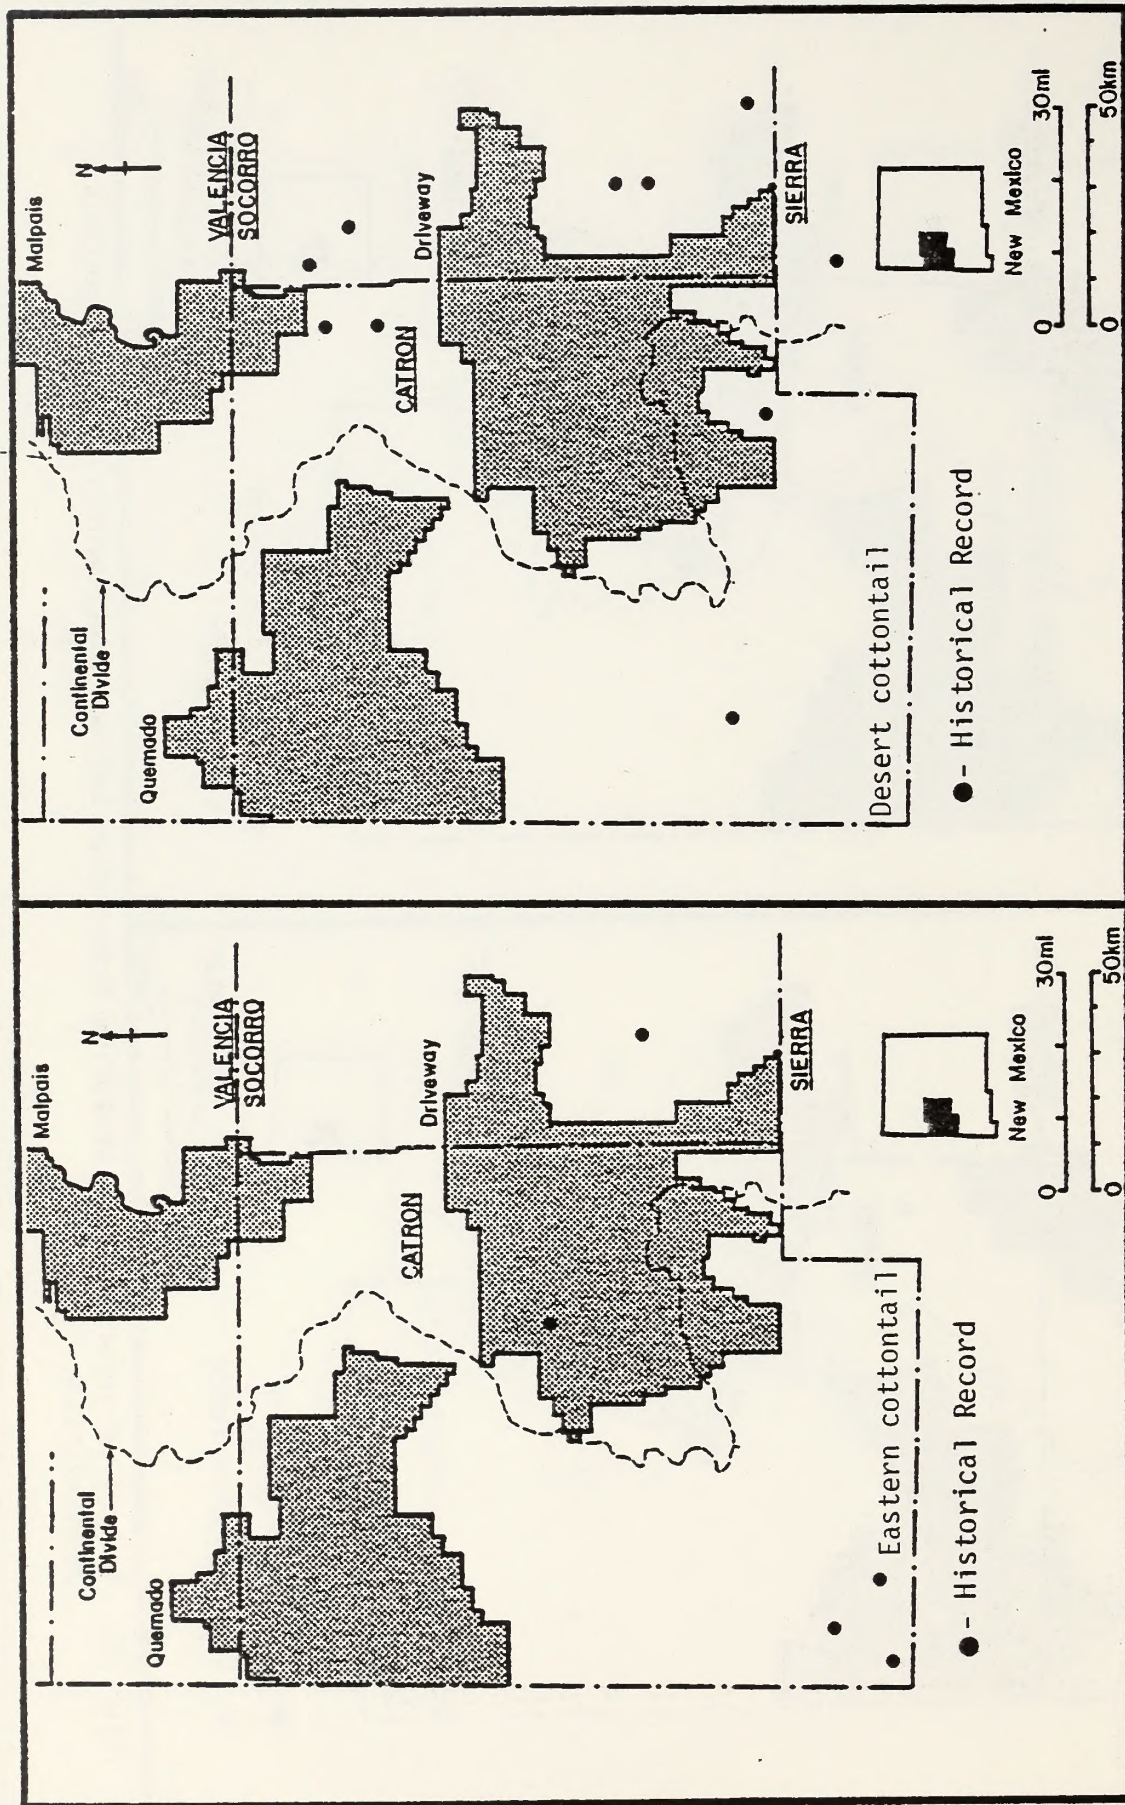 Malpais
N
Continental
Divide
Quemado
VALENCIA
SOCORRO
CATRON
Driveway
SIERRA
Eastern cottontail
- Historical Record
New Mexico
0
30mi
0
50km
Malpais
N
Continental
Divide
Quemado
VALENCIA
SOCORRO
CATRON
Driveway
SIERRA
Desert cottontail
- Historical Record
New Mexico
0
30mi
0
50km